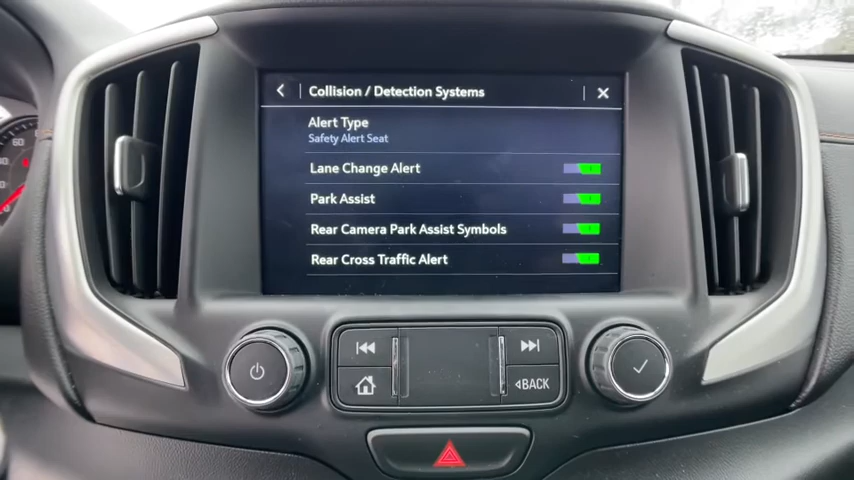 Collision / Detection Systems
Alert Type
Safety Alert Seat
Lane Change Alert
Park Assist
Rear Camera Park Assist Symbols
Rear Cross Traffic Alert
BACK
60